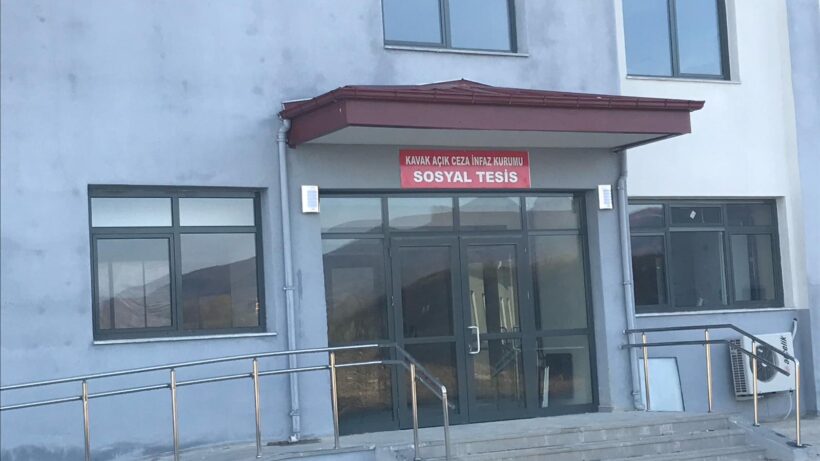 KAVAK AÇIK CEZA İNFAZ KURUMU
SOSYAL TESİS